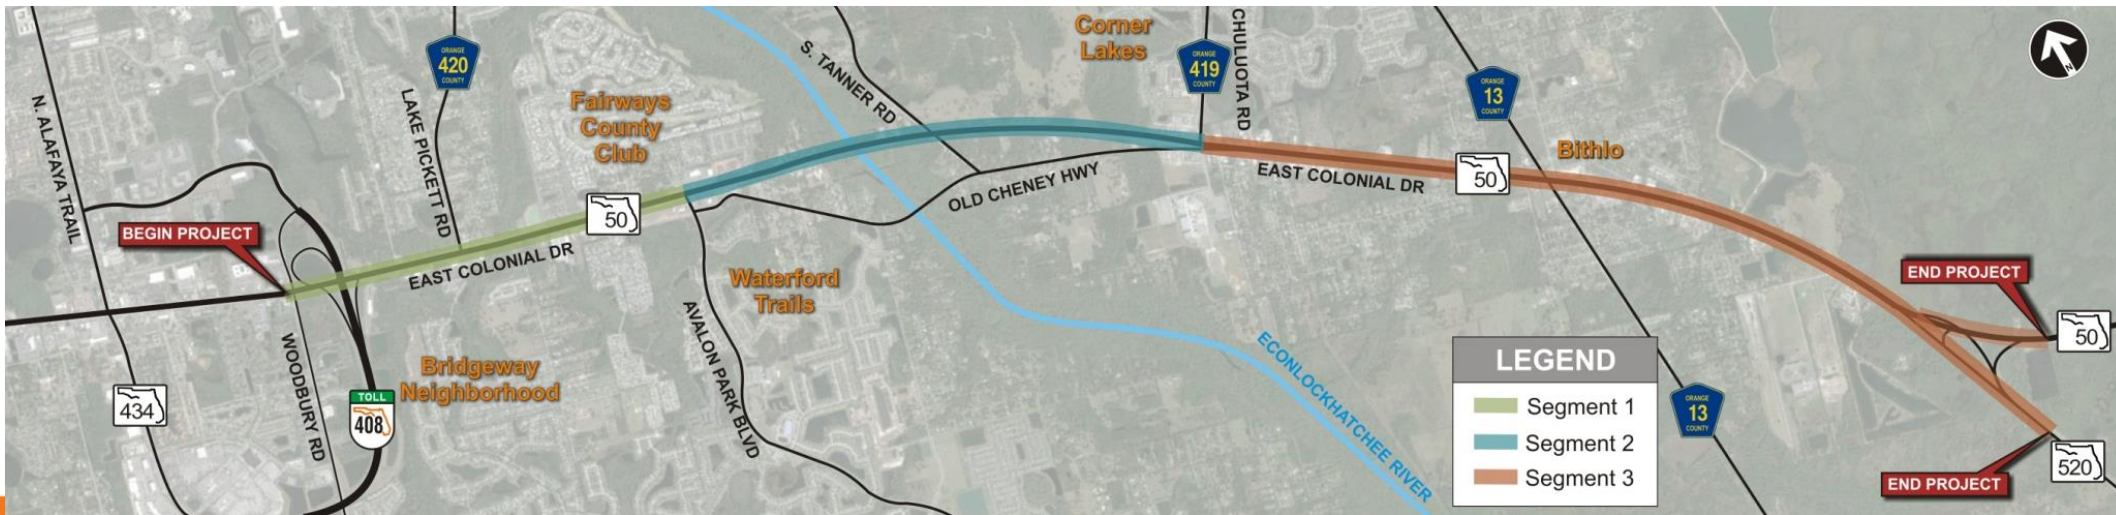 N. ALAFAYA TRAIL
BEGIN PROJECT
434
WOODBURY RD
TOLL
408
ORANGE
420
COUNTY
LAKE PICKETT RD
EAST COLONIAL DR
Bridgeway
Neighborhood
Fairways
County
Club
50
AVALON PARK BLVD
Waterford
Trails
S. TANNER RD
OLD CHENEY HWY
ECONLOCKHATCHEE RIVER
Corner
Lakes
ORANGE
419
COUNTY
CHULUOTA RD
EAST COLONIAL DR
50
ORANGE
13
COUNTY
Bithlo
LEGEND
Segment 1
Segment 2
Segment 3
ORANGE
13
COUNTY
END PROJECT
50
END PROJECT
520
N